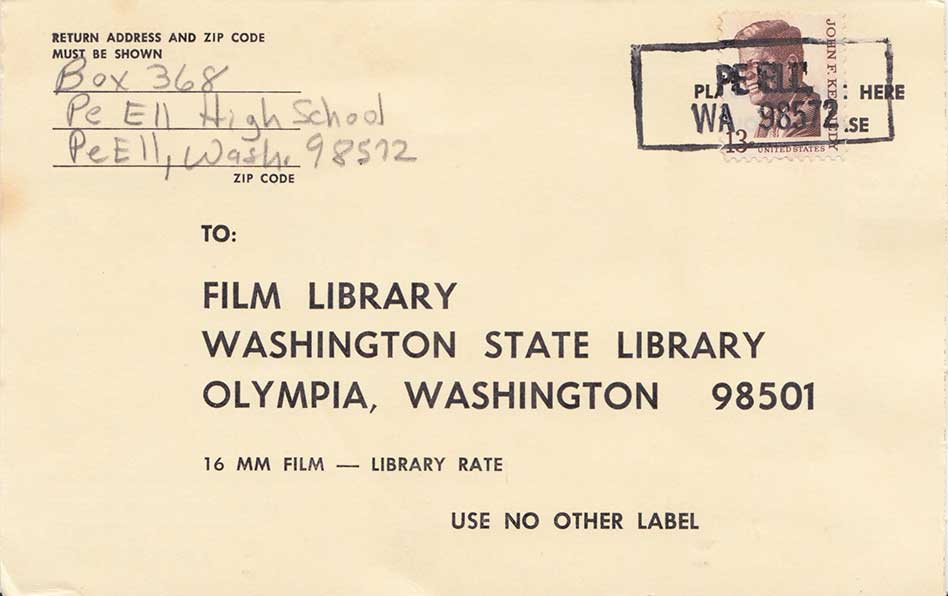 RETURN ADDRESS AND ZIP CODE
MUST BE SHOWN
Box 368
Pe Ell High School
PeEll, Wash. 98572
ZIP CODE
JOHN F. KENNEDY
PE ELL
WA 98572
HERE
13
UNITED STATES
TO:
FILM LIBRARY
WASHINGTON STATE LIBRARY
OLYMPIA, WASHINGTON 98501
16 MM FILM — LIBRARY RATE
USE NO OTHER LABEL